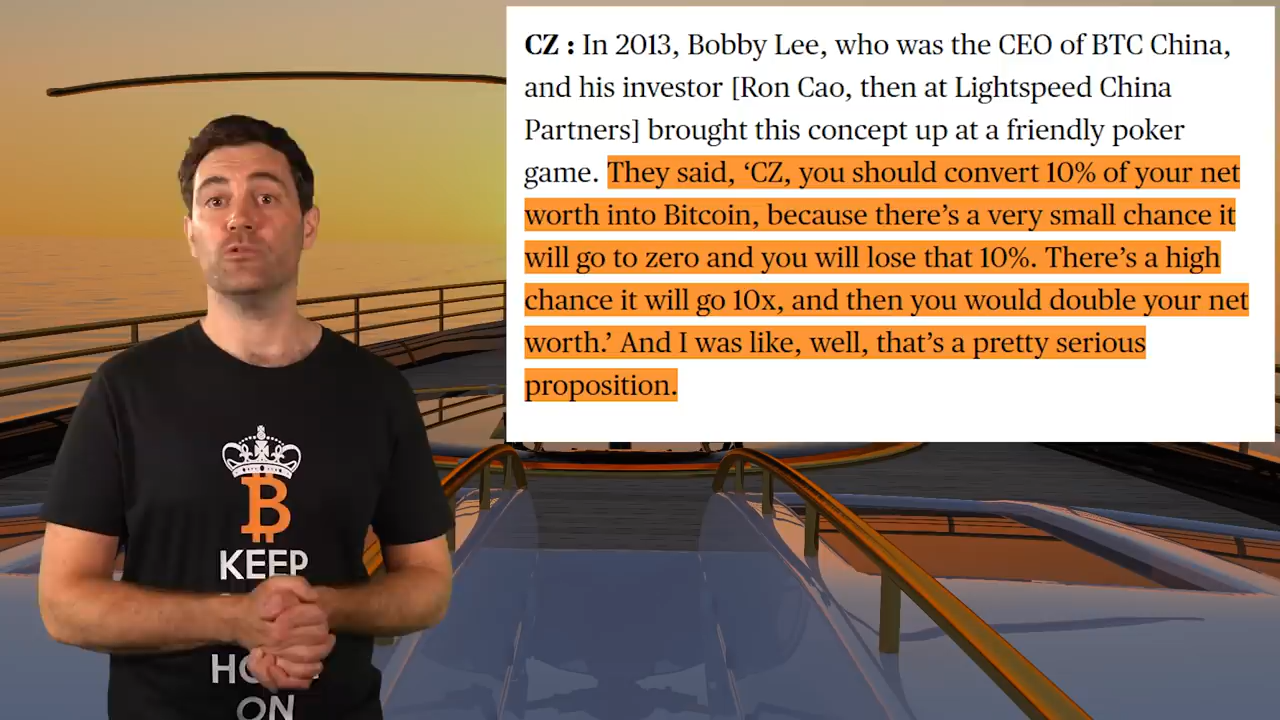 CZ : In 2013, Bobby Lee, who was the CEO of BTC China,
and his investor [Ron Cao, then at Lightspeed China
Partners] brought this concept up at a friendly poker
game. They said, ‘CZ, you should convert 10% of your net
worth into Bitcoin, because there’s a very small chance it
will go to zero and you will lose that 10%. There’s a high
chance it will go 10x, and then you would double your net
worth.’ And I was like, well, that’s a pretty serious
proposition.
KEEP
ON